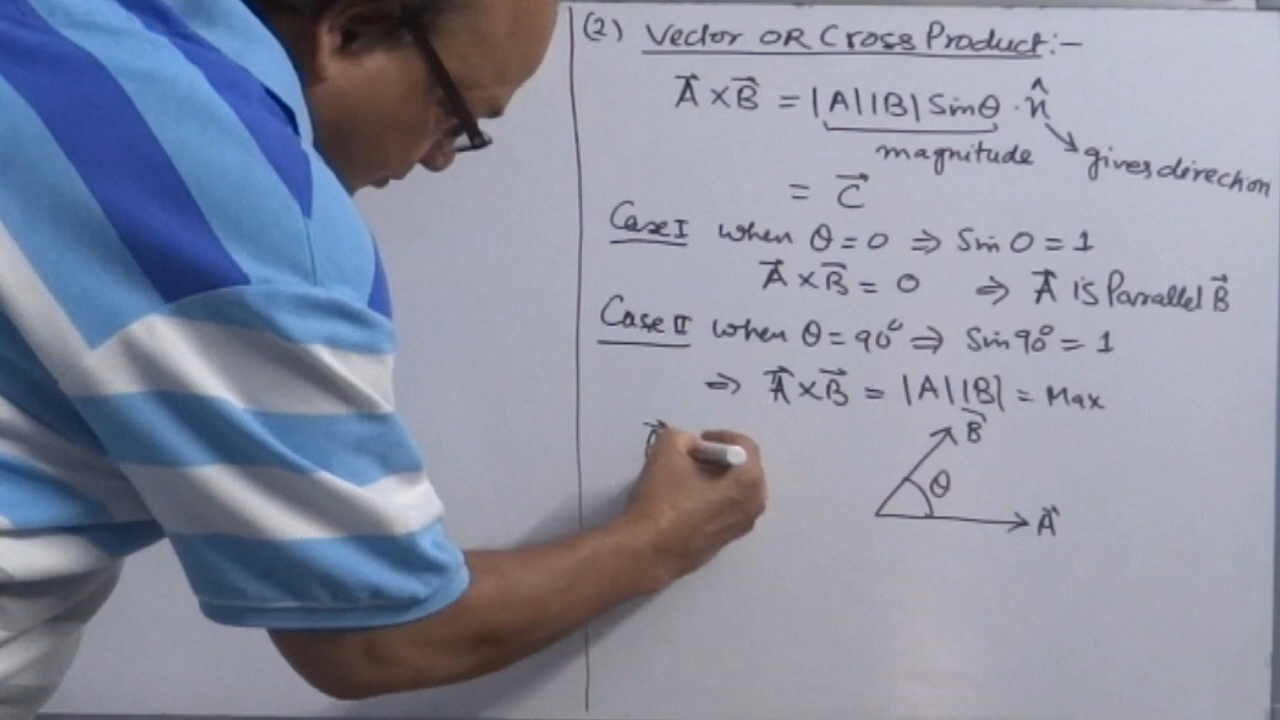 (2) Vector OR Cross Product:-
A⃗ × B⃗ = |A||B| Sinθ · n̂
magnitude
gives direction
= C⃗
Case I when θ = 0 ⇒ Sin 0 = 1
A⃗ × B⃗ = 0 ⇒ A⃗ is Parrallel B⃗
Case II when θ = 90° ⇒ Sin 90° = 1
⇒ A⃗ × B⃗ = |A||B| = Max
B⃗
θ
A⃗